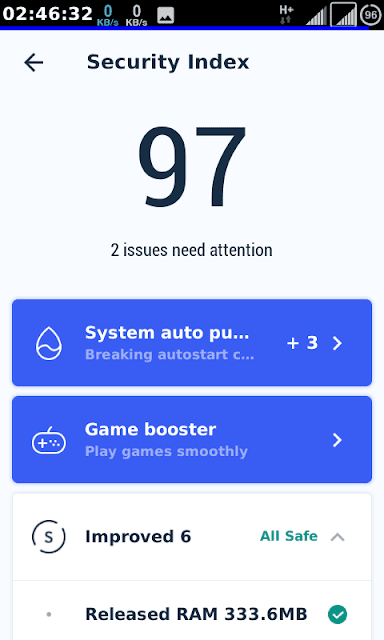 02:46:32 0 KB/s 0 KB/s H+ 96
Security Index
97
2 issues need attention
System auto pu...
+ 3
Breaking autostart c...
Game booster
Play games smoothly
S Improved 6 All Safe
Released RAM 333.6MB